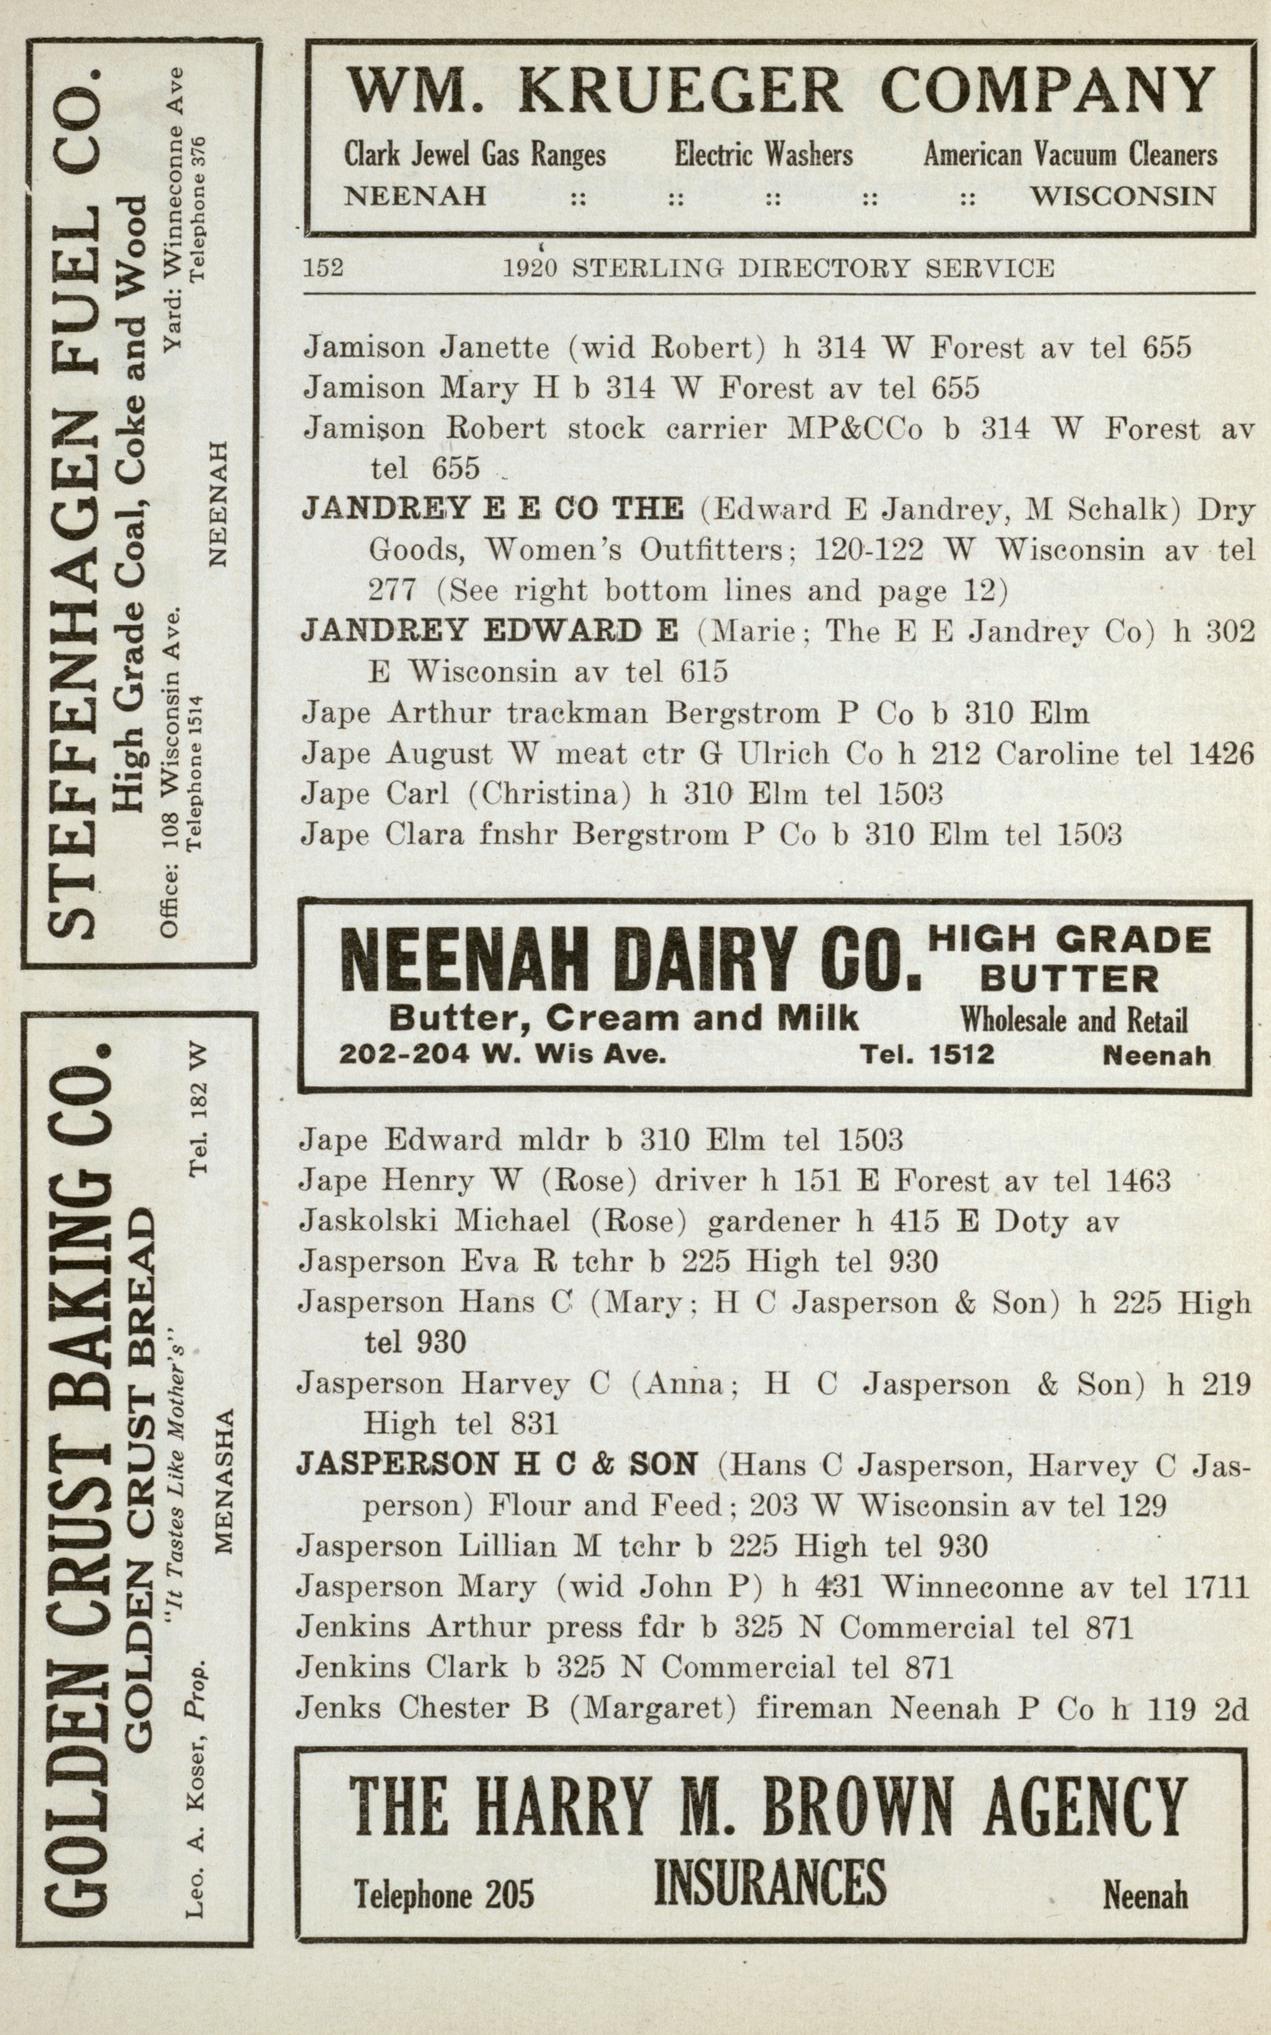 WM. KRUEGER COMPANY
Clark Jewel Gas Ranges Electric Washers American Vacuum Cleaners
NEENAH :: :: :: :: :: WISCONSIN
152 1920 STERLING DIRECTORY SERVICE
Jamison Janette (wid Robert) h 314 W Forest av tel 655
Jamison Mary H b 314 W Forest av tel 655
Jamison Robert stock carrier MP&CCo b 314 W Forest av
tel 655
JANDREY E E CO THE (Edward E Jandrey, M Schalk) Dry
Goods, Women's Outfitters; 120-122 W Wisconsin av tel
277 (See right bottom lines and page 12)
JANDREY EDWARD E (Marie; The E E Jandrey Co) h 302
E Wisconsin av tel 615
Jape Arthur trackman Bergstrom P Co b 310 Elm
Jape August W meat ctr G Ulrich Co h 212 Caroline tel 1426
Jape Carl (Christina) h 310 Elm tel 1503
Jape Clara fnshr Bergstrom P Co b 310 Elm tel 1503
NEENAH DAIRY CO. HIGH GRADE
BUTTER
Butter, Cream and Milk Wholesale and Retail
202-204 W. Wis Ave. Tel. 1512 Neenah
Jape Edward mldr b 310 Elm tel 1503
Jape Henry W (Rose) driver h 151 E Forest av tel 1463
Jaskolski Michael (Rose) gardener h 415 E Doty av
Jasperson Eva R tchr b 225 High tel 930
Jasperson Hans C (Mary; H C Jasperson & Son) h 225 High
tel 930
Jasperson Harvey C (Anna; H C Jasperson & Son) h 219
High tel 831
JASPERSON H C & SON (Hans C Jasperson, Harvey C Jas-
person) Flour and Feed; 203 W Wisconsin av tel 129
Jasperson Lillian M tchr b 225 High tel 930
Jasperson Mary (wid John P) h 431 Winneconne av tel 1711
Jenkins Arthur press fdr b 325 N Commercial tel 871
Jenkins Clark b 325 N Commercial tel 871
Jenks Chester B (Margaret) fireman Neenah P Co h 119 2d
THE HARRY M. BROWN AGENCY
Telephone 205 INSURANCES Neenah
STEFFENHAGEN FUEL CO.
High Grade Coal, Coke and Wood
Office: 108 Wisconsin Ave. Yard: Winneconne Ave
Telephone 1514 Telephone 376
NEENAH
GOLDEN CRUST BAKING CO.
GOLDEN CRUST BREAD
"It Tastes Like Mother's"
Leo. A. Koser, Prop. Tel. 182 W
MENASHA